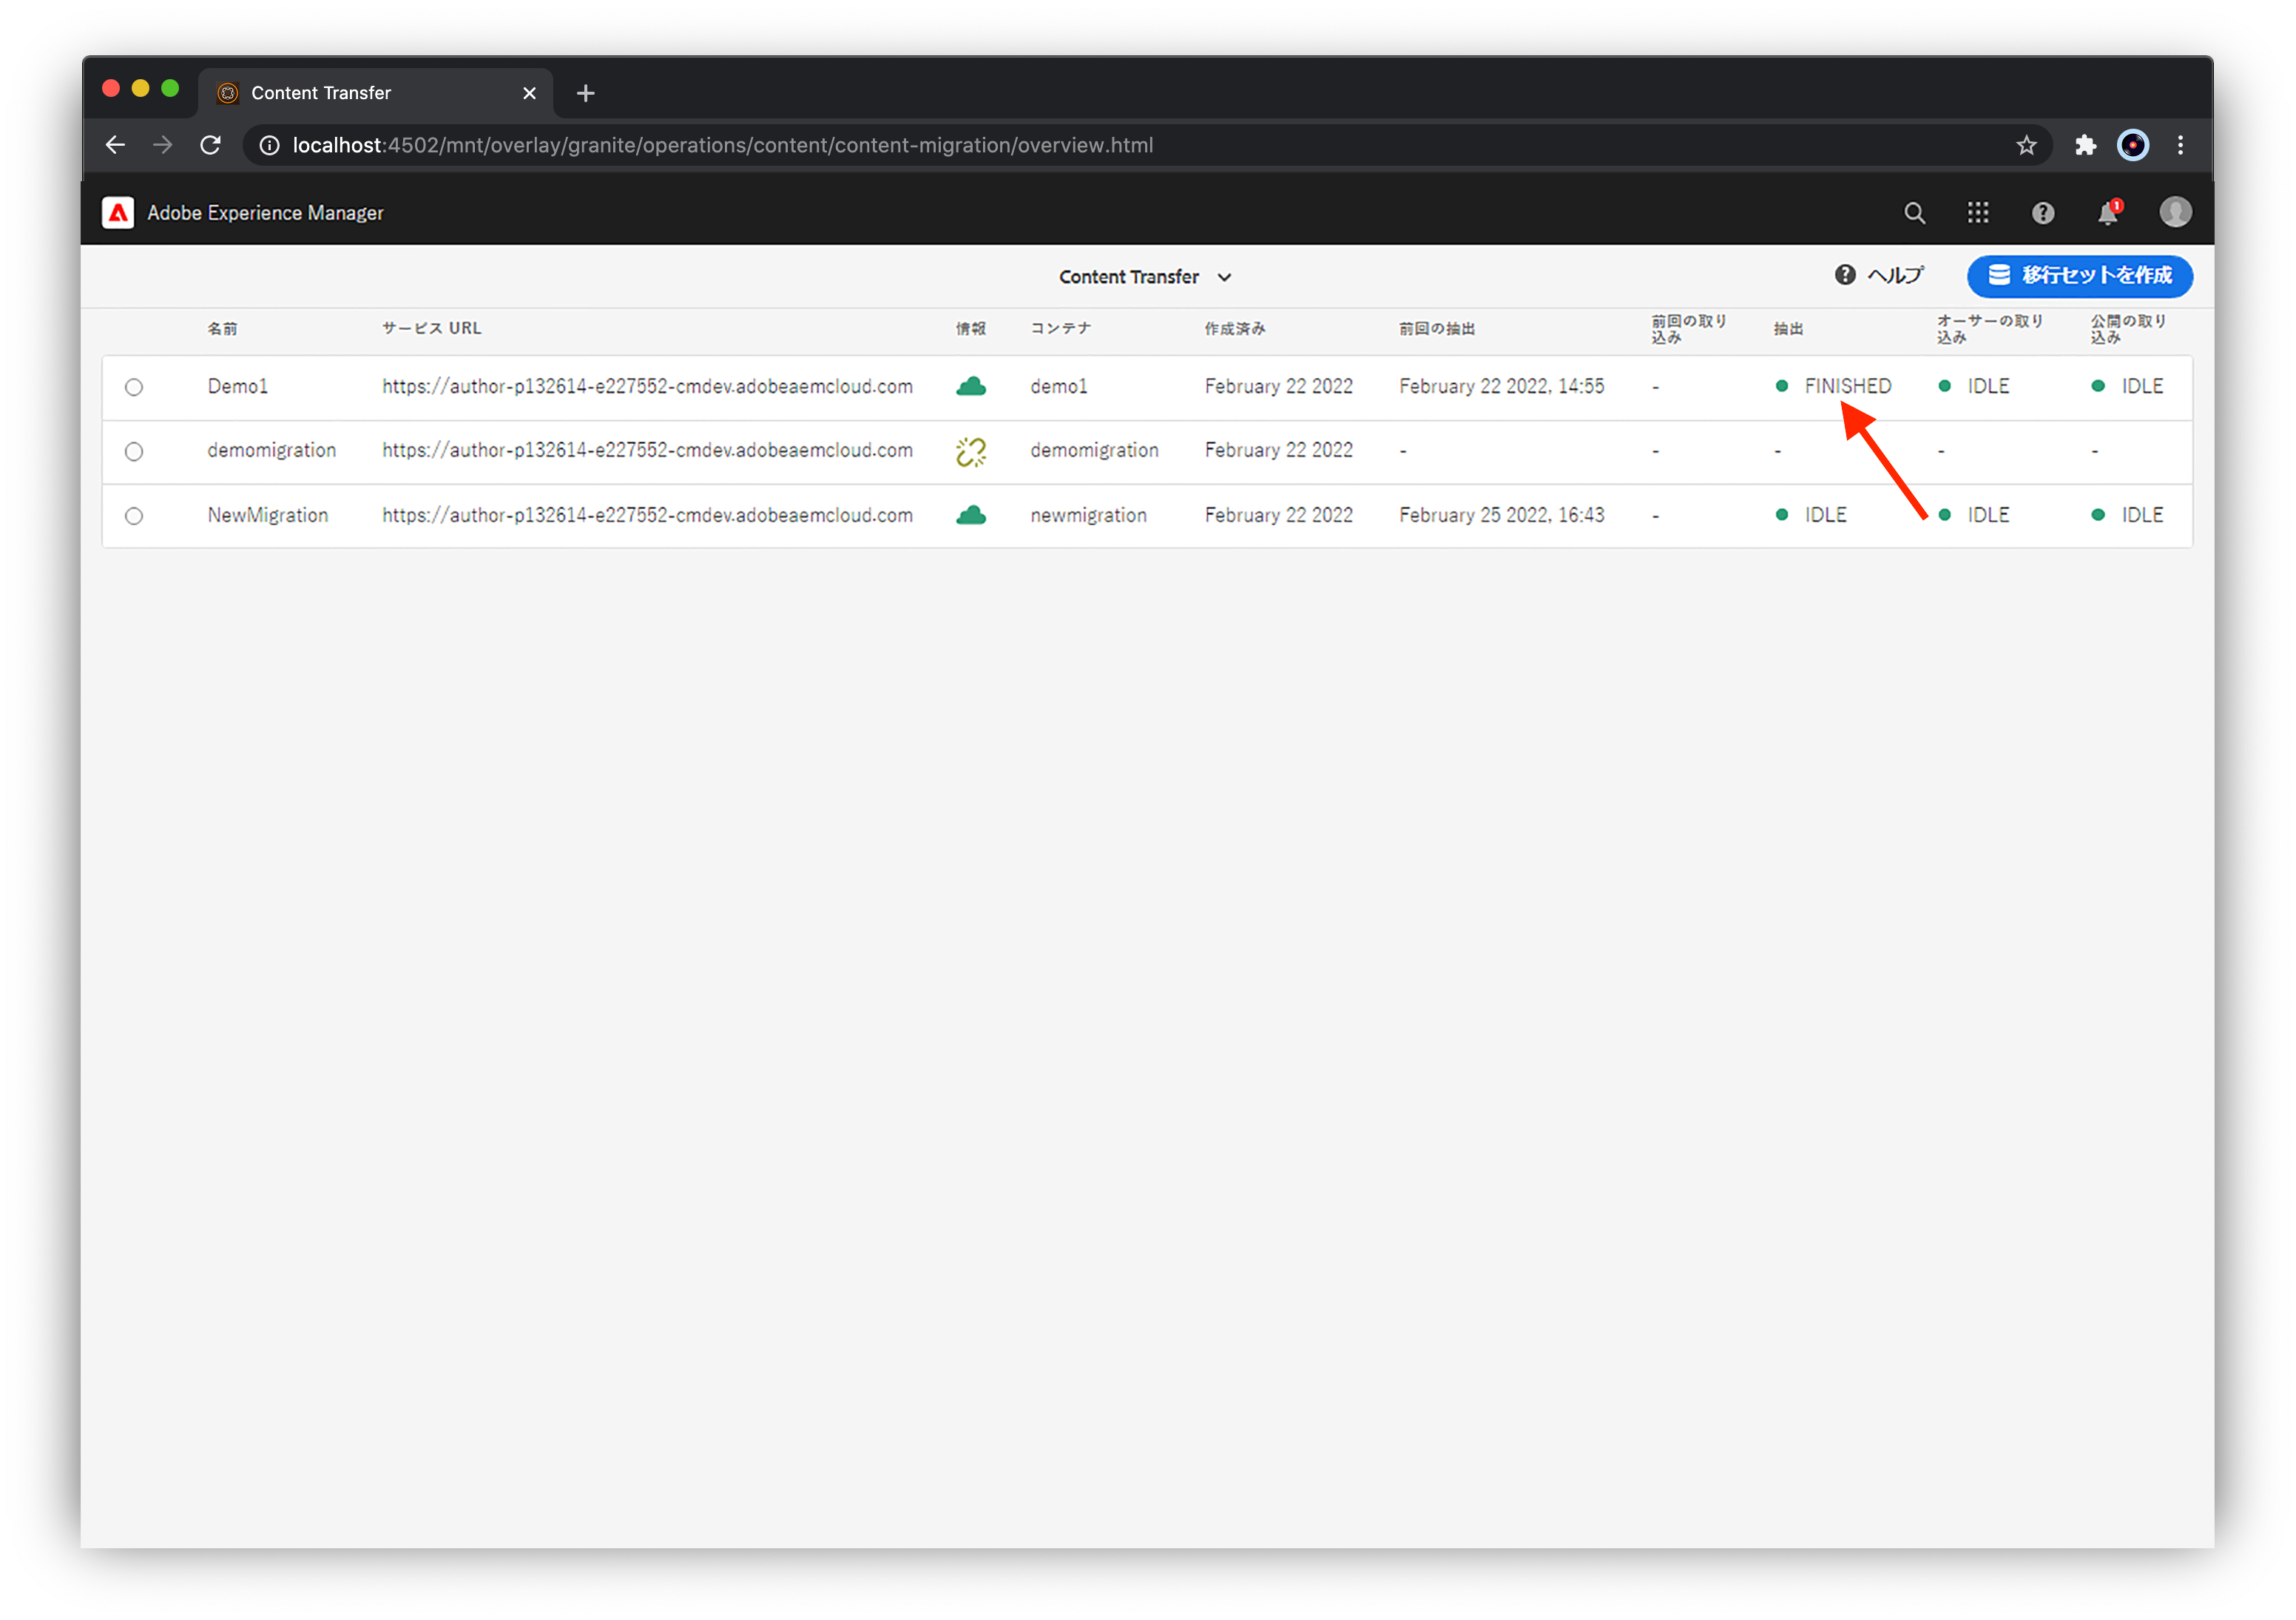 Content Transfer
localhost:4502/mnt/overlay/granite/operations/content/content-migration/overview.html
Adobe Experience Manager
1
Content Transfer
ヘルプ
移行セットを作成
名前 サービス URL 情報 コンテナ 作成済み 前回の抽出 前回の取り込み 抽出 オーサーの取り込み 公開の取り込み
Demo1 https://author-p132614-e227552-cmdev.adobeaemcloud.com demo1 February 22 2022 February 22 2022, 14:55 - FINISHED IDLE IDLE
demomigration https://author-p132614-e227552-cmdev.adobeaemcloud.com demomigration February 22 2022 - - - - -
NewMigration https://author-p132614-e227552-cmdev.adobeaemcloud.com newmigration February 22 2022 February 25 2022, 16:43 - IDLE IDLE IDLE